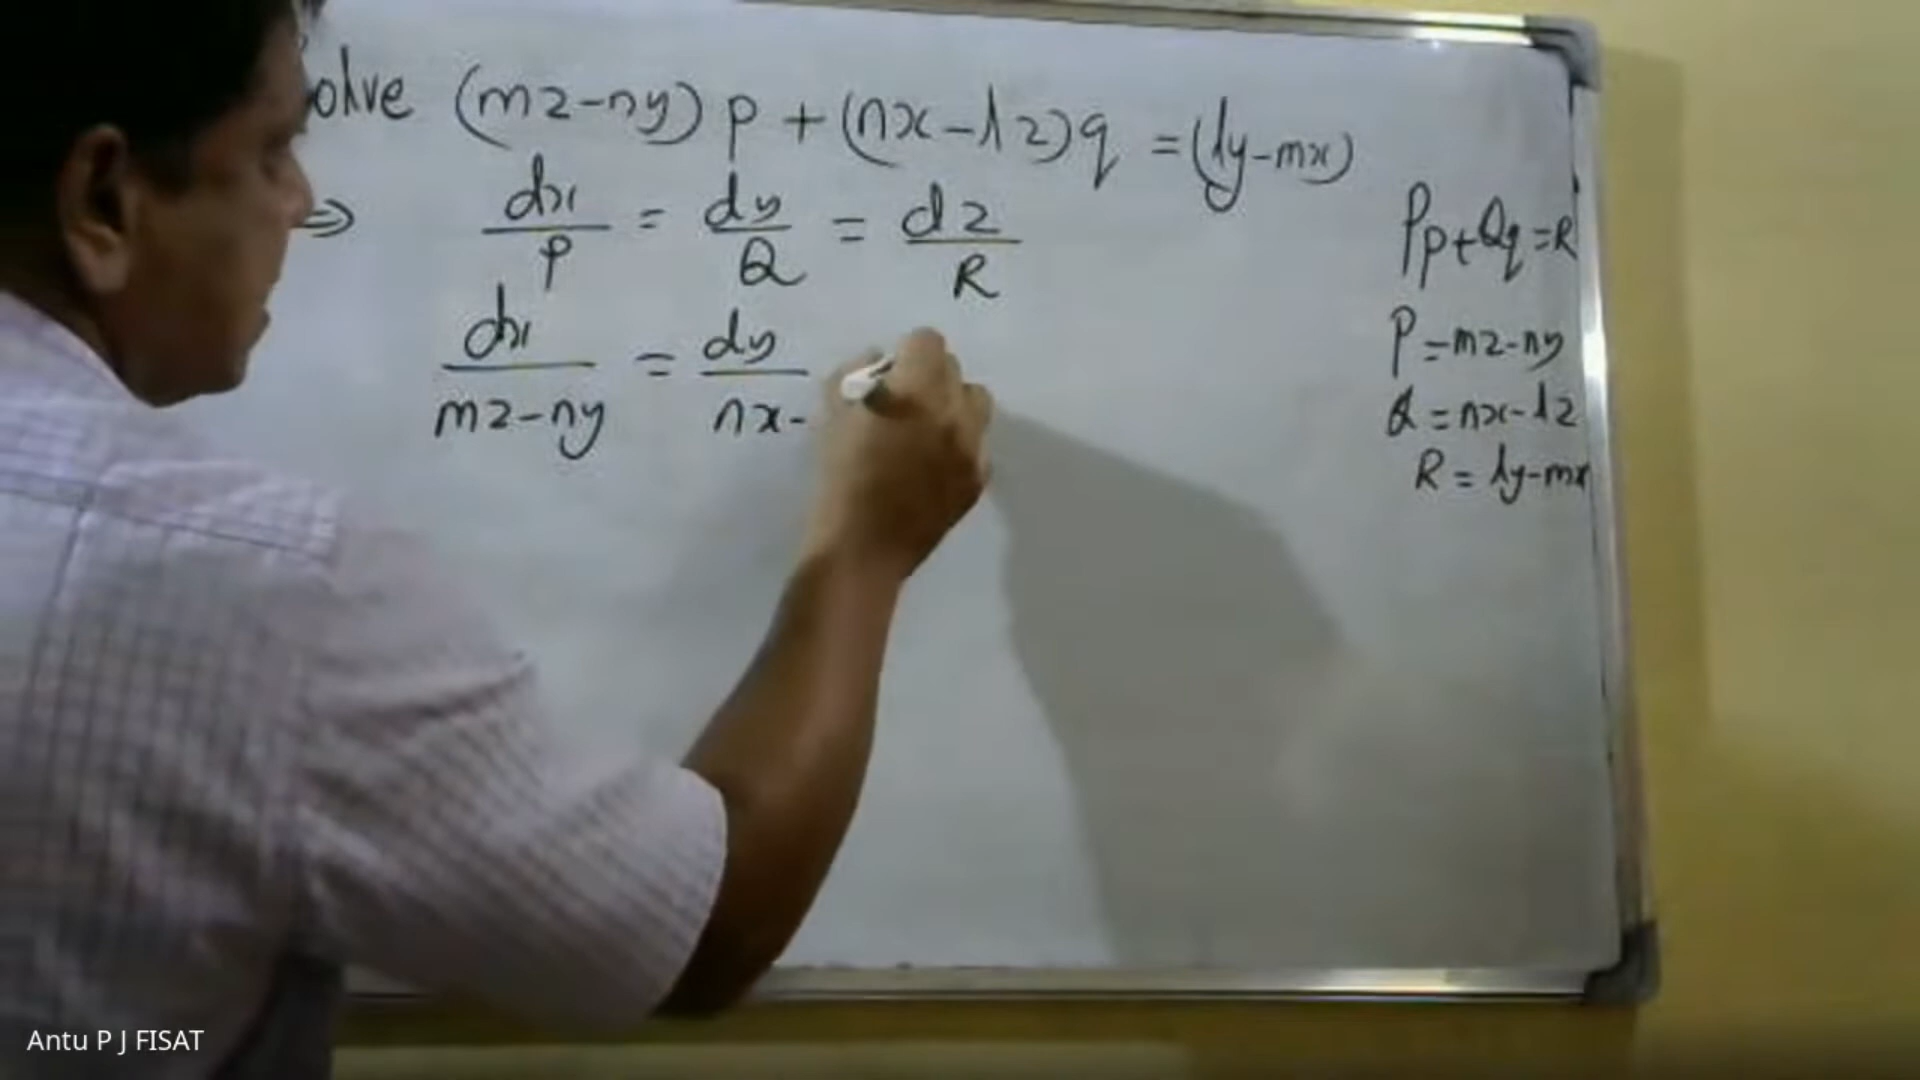 olve (mz-ny) p + (nx-lz)q = (ly-mx)
⇒ dx/P = dy/Q = dz/R
dx/mz-ny = dy/nx-
Pp+Qq=R
P=mz-ny
Q=nx-lz
R=ly-mx
Antu P J FISAT